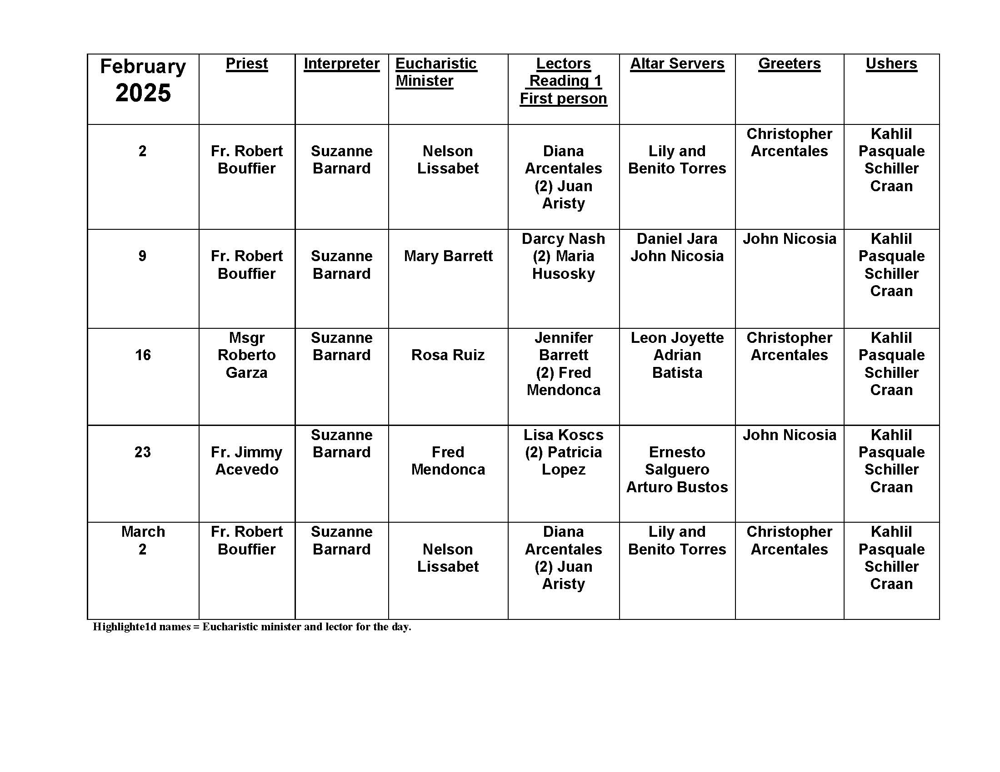 February
2025
Priest
Interpreter
Eucharistic
Minister
Lectors
Reading 1
First person
Altar Servers
Greeters
Ushers
2
Fr. Robert
Bouffier
Suzanne
Barnard
Nelson
Lissabet
Diana
Arcentales
(2) Juan
Aristy
Lily and
Benito Torres
Christopher
Arcentales
Kahlil
Pasquale
Schiller
Craan
9
Fr. Robert
Bouffier
Suzanne
Barnard
Mary Barrett
Darcy Nash
(2) Maria
Husosky
Daniel Jara
John Nicosia
John Nicosia
Kahlil
Pasquale
Schiller
Craan
16
Msgr
Roberto
Garza
Suzanne
Barnard
Rosa Ruiz
Jennifer
Barrett
(2) Fred
Mendonca
Leon Joyette
Adrian
Batista
Christopher
Arcentales
Kahlil
Pasquale
Schiller
Craan
23
Fr. Jimmy
Acevedo
Suzanne
Barnard
Fred
Mendonca
Lisa Koscs
(2) Patricia
Lopez
Ernesto
Salguero
Arturo Bustos
John Nicosia
Kahlil
Pasquale
Schiller
Craan
March
2
Fr. Robert
Bouffier
Suzanne
Barnard
Nelson
Lissabet
Diana
Arcentales
(2) Juan
Aristy
Lily and
Benito Torres
Christopher
Arcentales
Kahlil
Pasquale
Schiller
Craan
Highlighte1d names = Eucharistic minister and lector for the day.